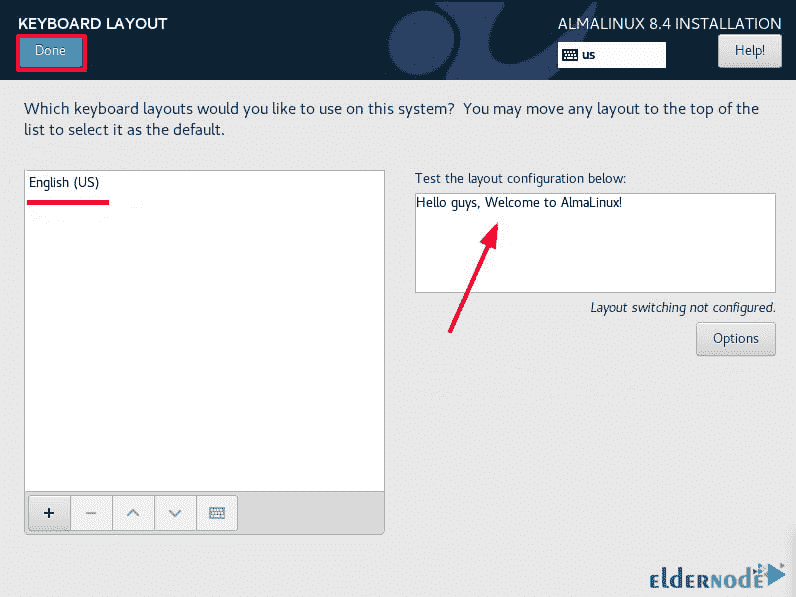 KEYBOARD LAYOUT
ALMALINUX 8.4 INSTALLATION
Done
us
Help!
Which keyboard layouts would you like to use on this system? You may move any layout to the top of the
list to select it as the default.
English (US)
Test the layout configuration below:
Hello guys, Welcome to AlmaLinux!
Layout switching not configured.
Options
eldernode